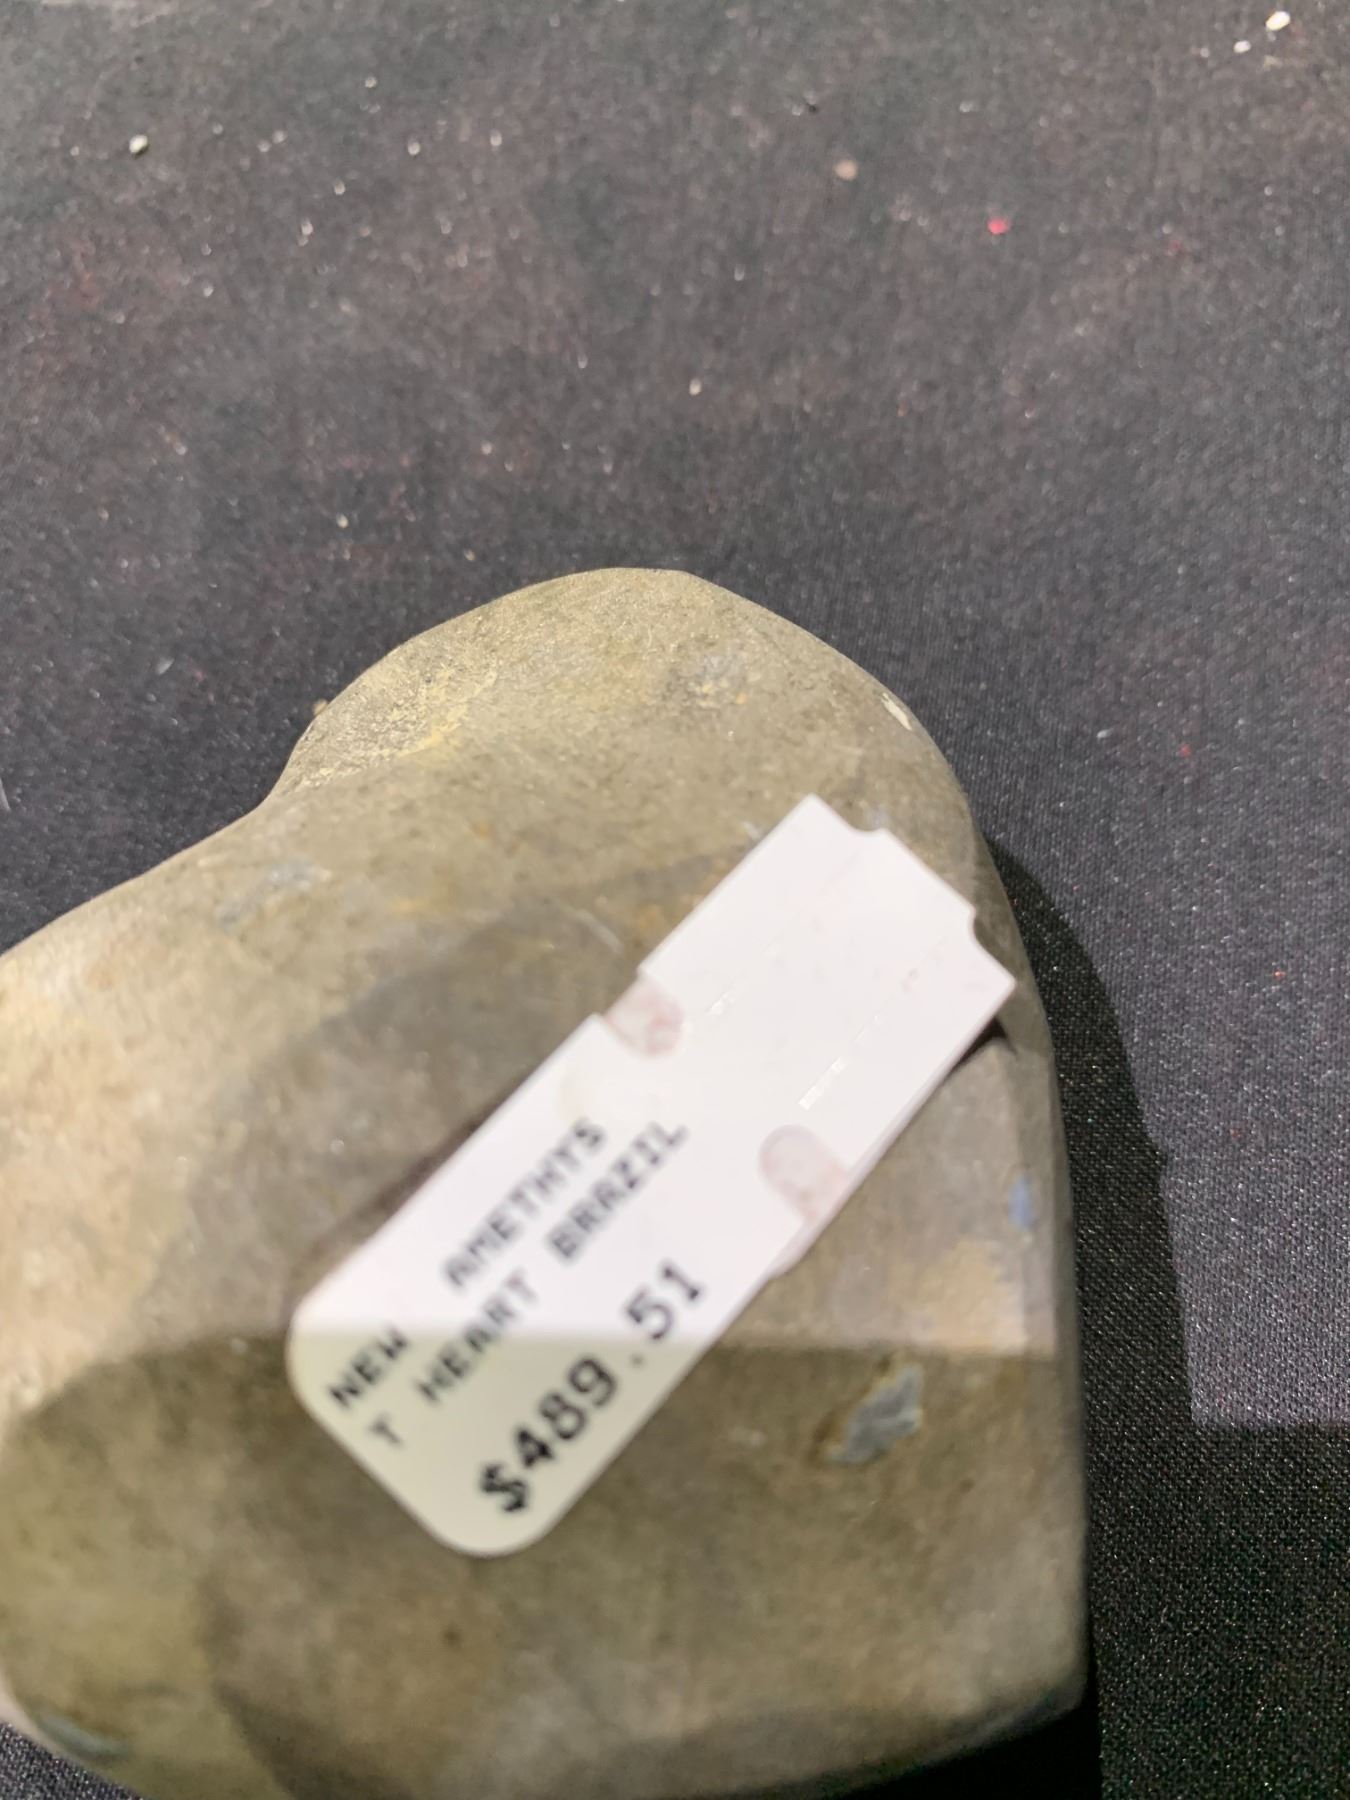 NEW AMETHYS
T HEART BRAZIL
$489.51